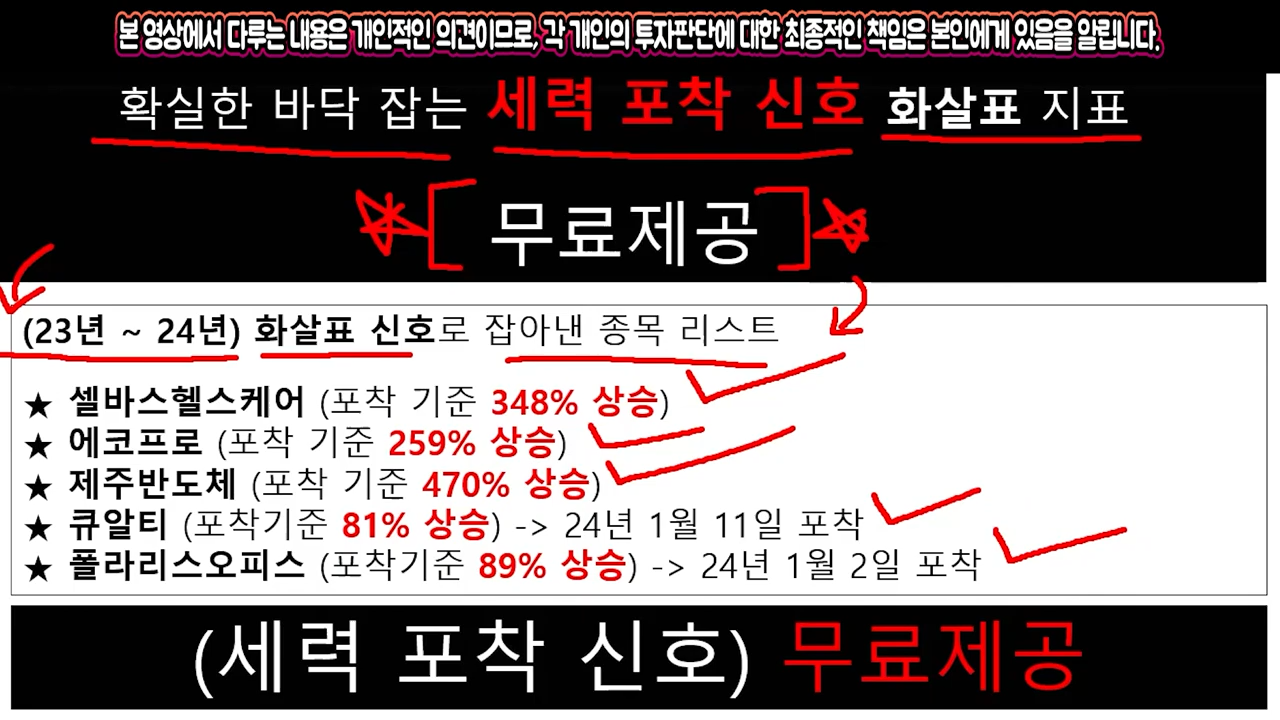 본 영상에서 다루는 내용은 개인적인 의견이므로, 각 개인의 투자판단에 대한 최종적인 책임은 본인에게 있음을 알립니다.
확실한 바닥 잡는 세력 포착 신호 화살표 지표
무료제공
(23년 ~ 24년) 화살표 신호로 잡아낸 종목 리스트
★ 셀바스헬스케어 (포착 기준 348% 상승)
★ 에코프로 (포착 기준 259% 상승)
★ 제주반도체 (포착 기준 470% 상승)
★ 큐알티 (포착기준 81% 상승) -> 24년 1월 11일 포착
★ 폴라리스오피스 (포착기준 89% 상승) -> 24년 1월 2일 포착
(세력 포착 신호) 무료제공